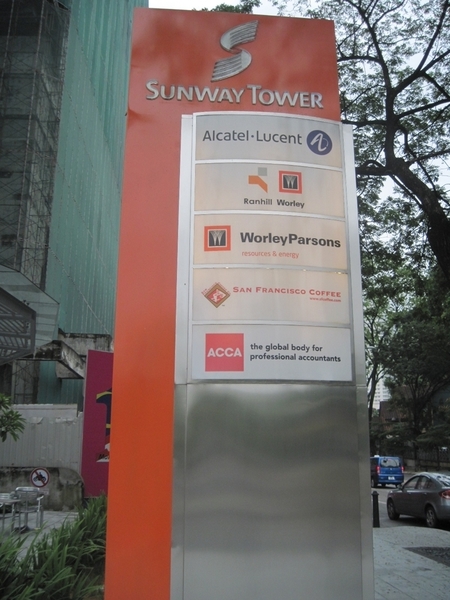 SUNWAY TOWER
Alcatel·Lucent
Ranhill Worley
WorleyParsons
resources & energy
SAN FRANCISCO COFFEE
ACCA
the global body for
professional accountants